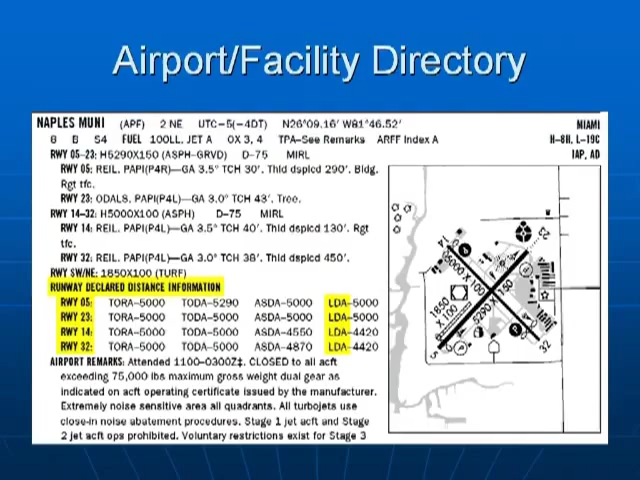 Airport/Facility Directory
NAPLES MUNI (APF) 2 NE UTC-5(-4DT) N26°09.16' W81°46.52' MIAMI
8 B S4 FUEL 100LL, JET A OX 3, 4 TPA-See Remarks ARFF Index A H-8H, L-19C
RWY 05-23: H5290X150 (ASPH-GRVD) D-75 MIRL IAP, AD
RWY 05: REIL. PAPI(P4R)—GA 3.5° TCH 30'. Thld dsplcd 290'. Bldg.
Rgt tfc.
RWY 23: ODALS. PAPI(P4L)—GA 3.0° TCH 43'. Tree.
RWY 14-32: H5000X100 (ASPH) D-75 MIRL
RWY 14: REIL. PAPI(P4L)—GA 3.5° TCH 40'. Thld dsplcd 130'. Rgt
tfc.
RWY 32: REIL. PAPI(P4L)—GA 3.0° TCH 38'. Thld dsplcd 450'.
RWY SW/NE: 1850X100 (TURF)
RUNWAY DECLARED DISTANCE INFORMATION
RWY 05: TORA-5000 TODA-5290 ASDA-5000 LDA-5000
RWY 23: TORA-5000 TODA-5000 ASDA-5000 LDA-5000
RWY 14: TORA-5000 TODA-5000 ASDA-4550 LDA-4420
RWY 32: TORA-5000 TODA-5000 ASDA-4870 LDA-4420
AIRPORT REMARKS: Attended 1100-0300Z‡. CLOSED to all acft
exceeding 75,000 lbs maximum gross weight dual gear as
indicated on acft operating certificate issued by the manufacturer.
Extremely noise sensitive area all quadrants. All turbojets use
close-in noise abatement procedures. Stage 1 jet acft and Stage
2 jet acft ops prohibited. Voluntary restrictions exist for Stage 3
14
23
5000 X 100
1850
X 100
5290 X 150
5
32